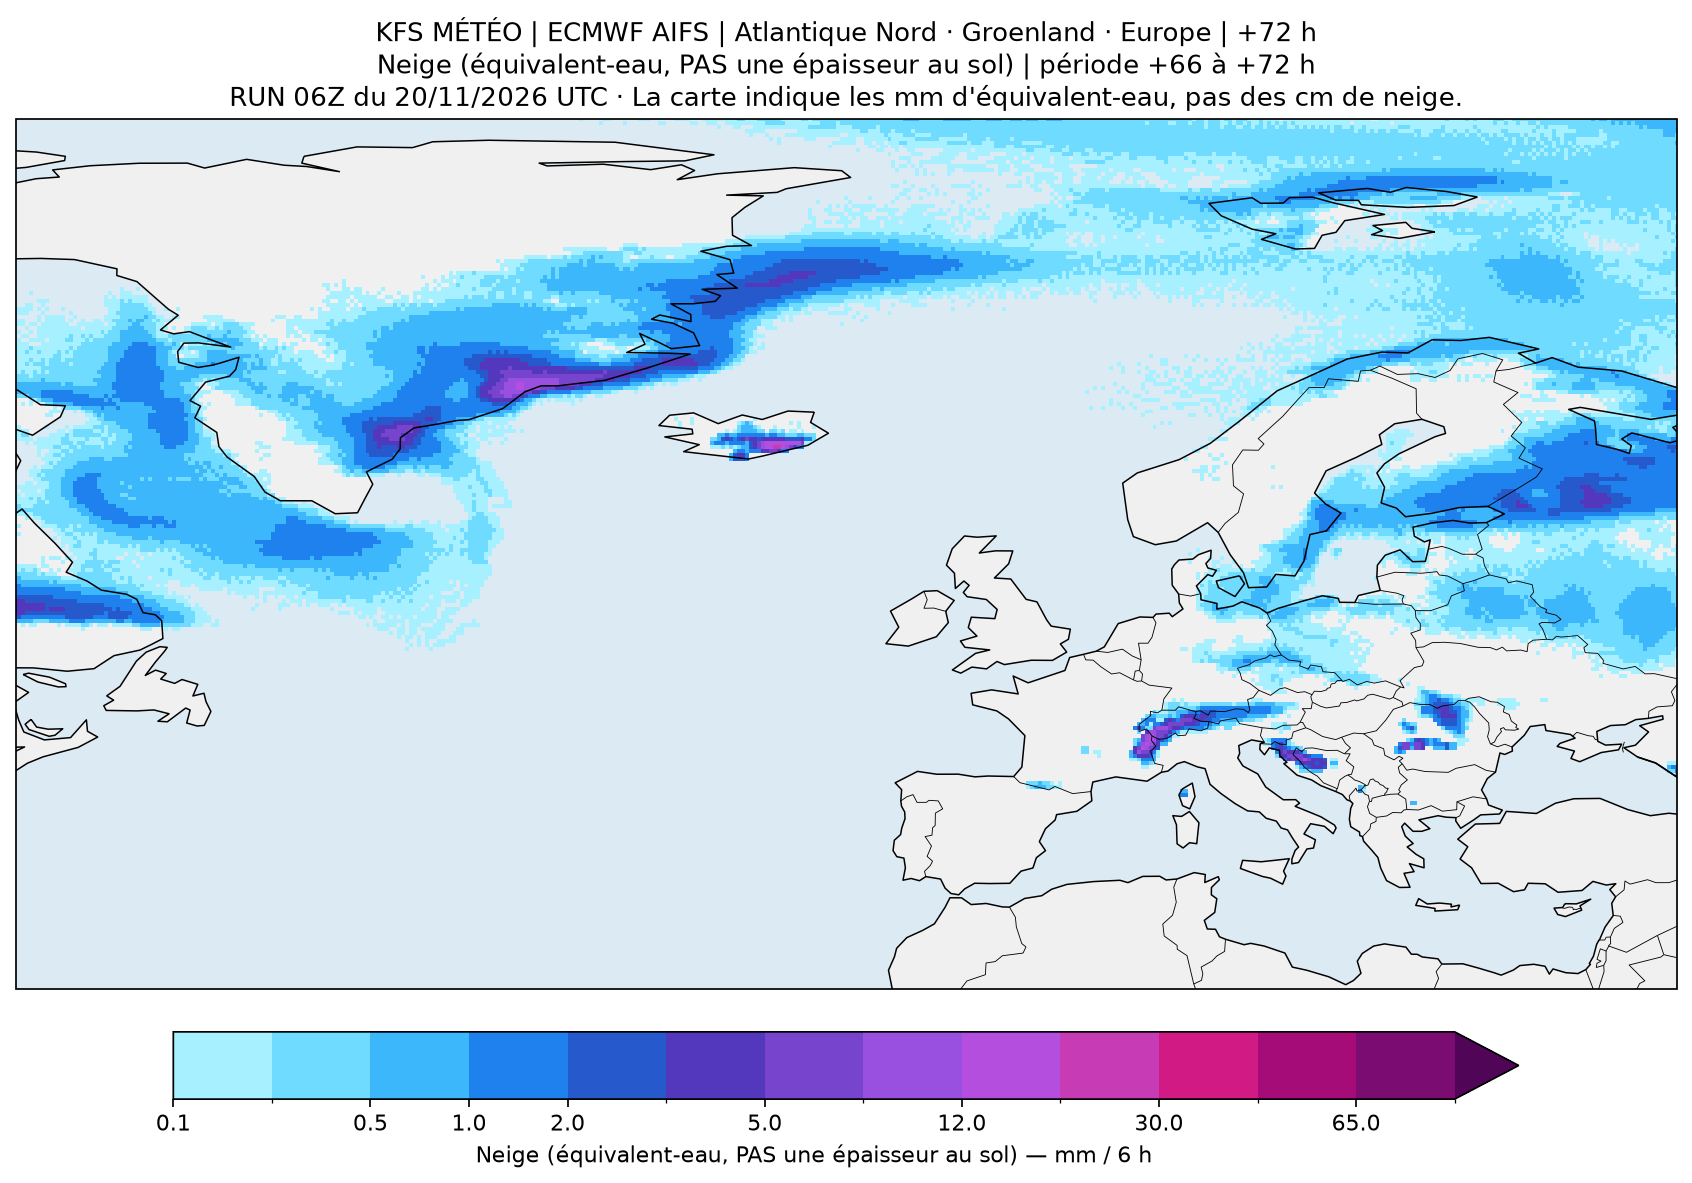 KFS MÉTÉO | ECMWF AIFS | Atlantique Nord · Groenland · Europe | +72 h
Neige (équivalent-eau, PAS une épaisseur au sol) | période +66 à +72 h
RUN 06Z du 20/11/2026 UTC · La carte indique les mm d'équivalent-eau, pas des cm de neige.
0.1 0.5 1.0 2.0 5.0 12.0 30.0 65.0
Neige (équivalent-eau, PAS une épaisseur au sol) — mm / 6 h